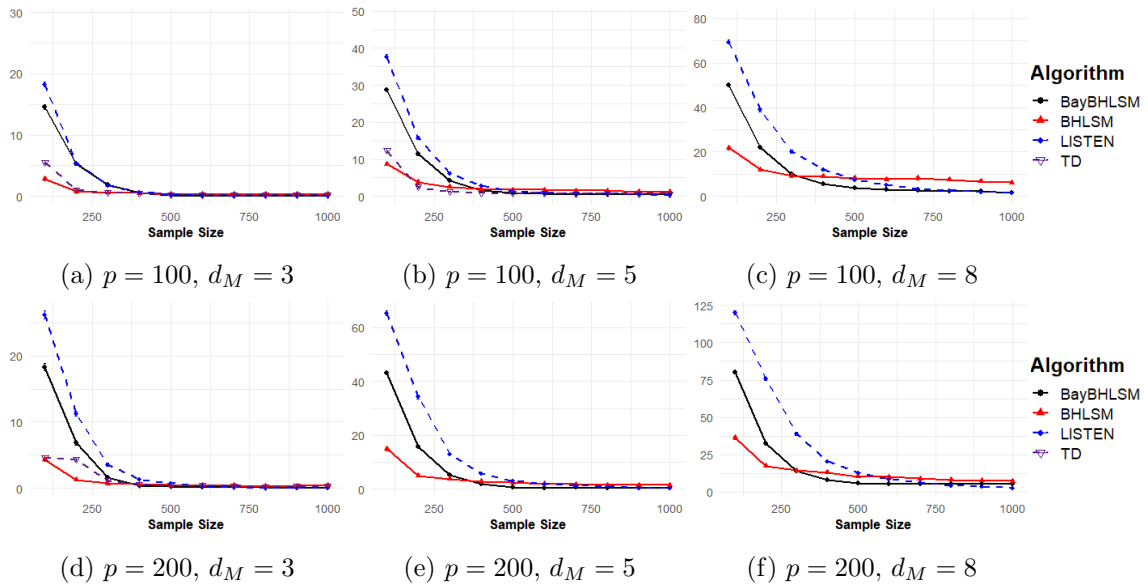 30
20
10
0
250 500 750 1000
Sample Size
(a) p = 100, d_M = 3
50
40
30
20
10
0
250 500 750 1000
Sample Size
(b) p = 100, d_M = 5
80
60
40
20
0
250 500 750 1000
Sample Size
(c) p = 100, d_M = 8
Algorithm
BayBHLSM
BHLSM
LISTEN
TD
20
10
0
250 500 750 1000
Sample Size
(d) p = 200, d_M = 3
60
40
20
0
250 500 750 1000
Sample Size
(e) p = 200, d_M = 5
125
100
75
50
25
0
250 500 750 1000
Sample Size
(f) p = 200, d_M = 8
Algorithm
BayBHLSM
BHLSM
LISTEN
TD